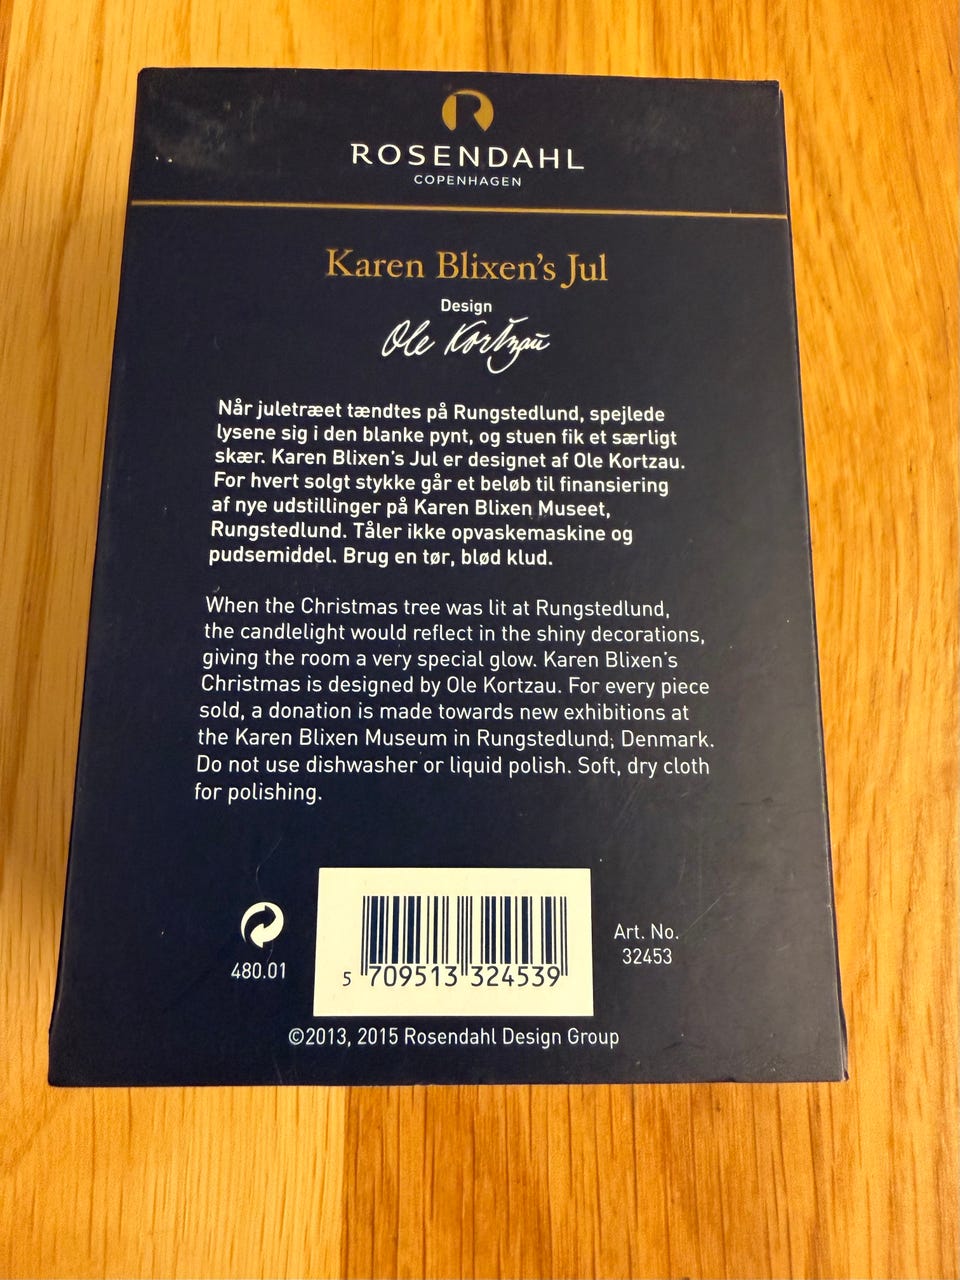 ROSENDAHL
COPENHAGEN
Karen Blixen's Jul
Design
Ole Kortzau
Når juletræet tændtes på Rungstedlund, spejlede
lysene sig i den blanke pynt, og stuen fik et særligt
skær. Karen Blixen's Jul er designet af Ole Kortzau.
For hvert solgt stykke går et beløb til finansiering
af nye udstillinger på Karen Blixen Museet,
Rungstedlund. Tåler ikke opvaskemaskine og
pudsemiddel. Brug en tør, blød klud.
When the Christmas tree was lit at Rungstedlund,
the candlelight would reflect in the shiny decorations,
giving the room a very special glow. Karen Blixen's
Christmas is designed by Ole Kortzau. For every piece
sold, a donation is made towards new exhibitions at
the Karen Blixen Museum in Rungstedlund, Denmark.
Do not use dishwasher or liquid polish. Soft, dry cloth
for polishing.
480.01
5 709513 324539
Art. No.
32453
©2013, 2015 Rosendahl Design Group